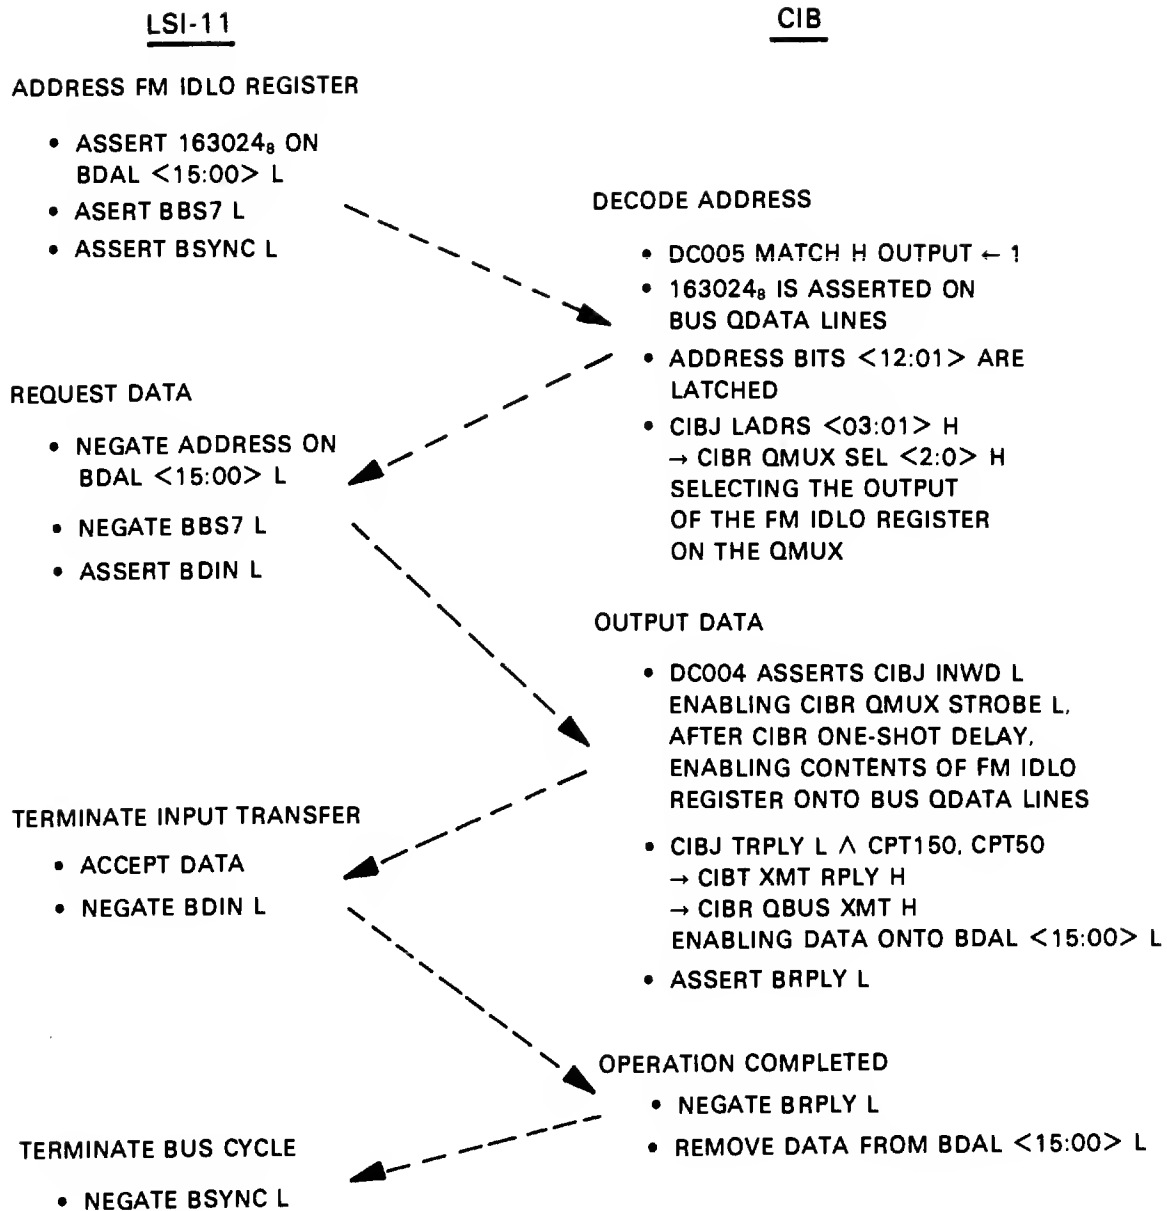 LSI-11
CIB
ADDRESS FM IDLO REGISTER
• ASSERT 163024₈ ON
BDAL <15:00> L
• ASERT BBS7 L
• ASSERT BSYNC L
DECODE ADDRESS
• DC005 MATCH H OUTPUT ← 1
• 163024₈ IS ASSERTED ON
BUS QDATA LINES
• ADDRESS BITS <12:01> ARE
LATCHED
• CIBJ LADRS <03:01> H
→ CIBR QMUX SEL <2:0> H
SELECTING THE OUTPUT
OF THE FM IDLO REGISTER
ON THE QMUX
REQUEST DATA
• NEGATE ADDRESS ON
BDAL <15:00> L
• NEGATE BBS7 L
• ASSERT BDIN L
OUTPUT DATA
• DC004 ASSERTS CIBJ INWD L
ENABLING CIBR QMUX STROBE L,
AFTER CIBR ONE-SHOT DELAY,
ENABLING CONTENTS OF FM IDLO
REGISTER ONTO BUS QDATA LINES
• CIBJ TRPLY L ∧ CPT150, CPT50
→ CIBT XMT RPLY H
→ CIBR QBUS XMT H
ENABLING DATA ONTO BDAL <15:00> L
• ASSERT BRPLY L
TERMINATE INPUT TRANSFER
• ACCEPT DATA
• NEGATE BDIN L
OPERATION COMPLETED
• NEGATE BRPLY L
• REMOVE DATA FROM BDAL <15:00> L
TERMINATE BUS CYCLE
• NEGATE BSYNC L